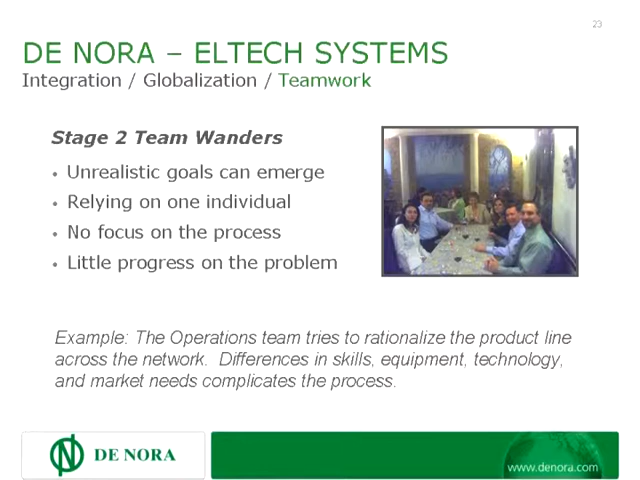 23
DE NORA – ELTECH SYSTEMS
Integration / Globalization / Teamwork
Stage 2 Team Wanders
• Unrealistic goals can emerge
• Relying on one individual
• No focus on the process
• Little progress on the problem
Example: The Operations team tries to rationalize the product line
across the network. Differences in skills, equipment, technology,
and market needs complicates the process.
DE NORA
www.denora.com